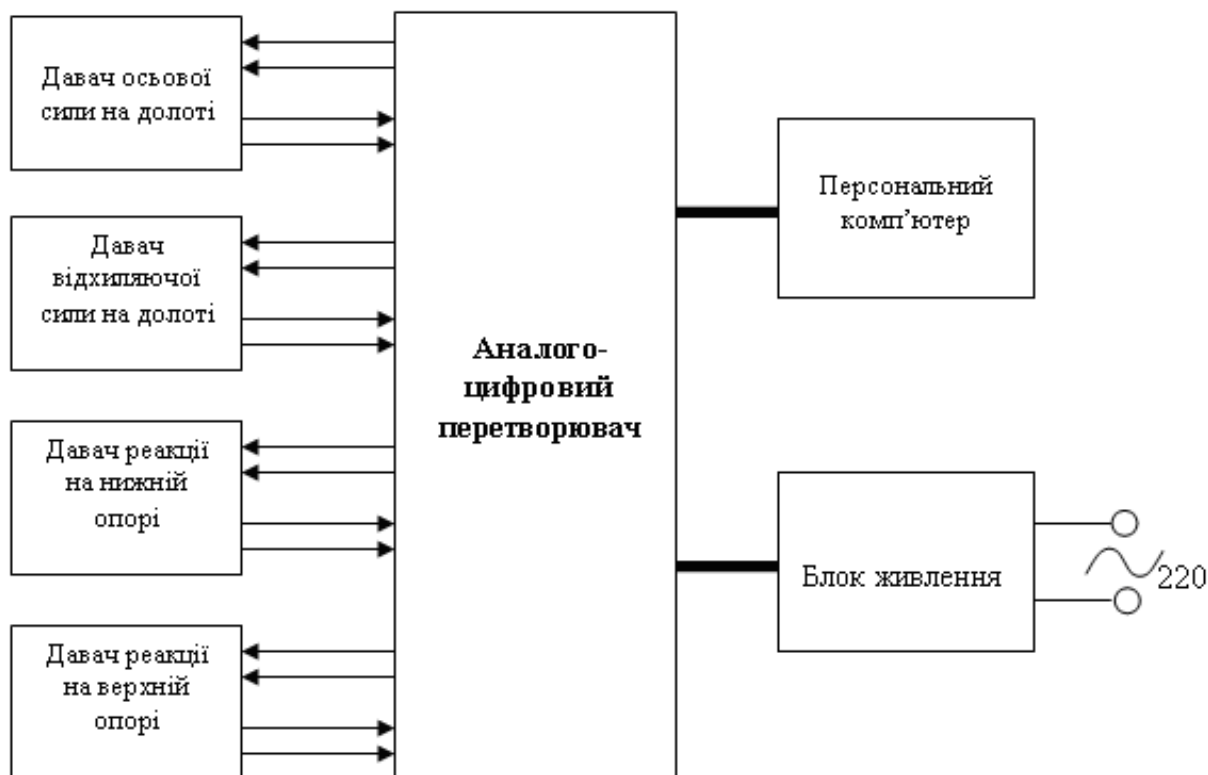 Давач осьової
сили на долоті
Давач
відхиляючої
сили на долоті
Давач реакції
на нижній
опорі
Давач реакції
на верхній
опорі
Аналого-
цифровий
перетворювач
Персональний
комп’ютер
Блок живлення
220